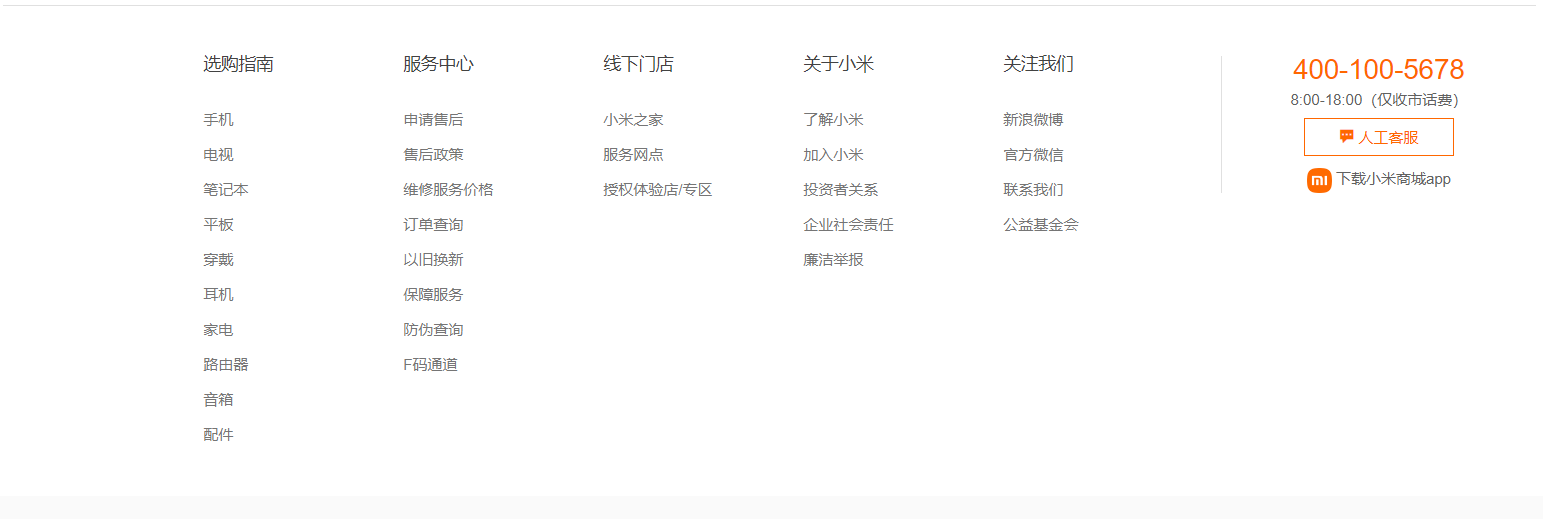 选购指南
手机
电视
笔记本
平板
穿戴
耳机
家电
路由器
音箱
配件
服务中心
申请售后
售后政策
维修服务价格
订单查询
以旧换新
保障服务
防伪查询
F码通道
线下门店
小米之家
服务网点
授权体验店/专区
关于小米
了解小米
加入小米
投资者关系
企业社会责任
廉洁举报
关注我们
新浪微博
官方微信
联系我们
公益基金会
400-100-5678
8:00-18:00（仅收市话费）
人工客服
mi 下载小米商城app